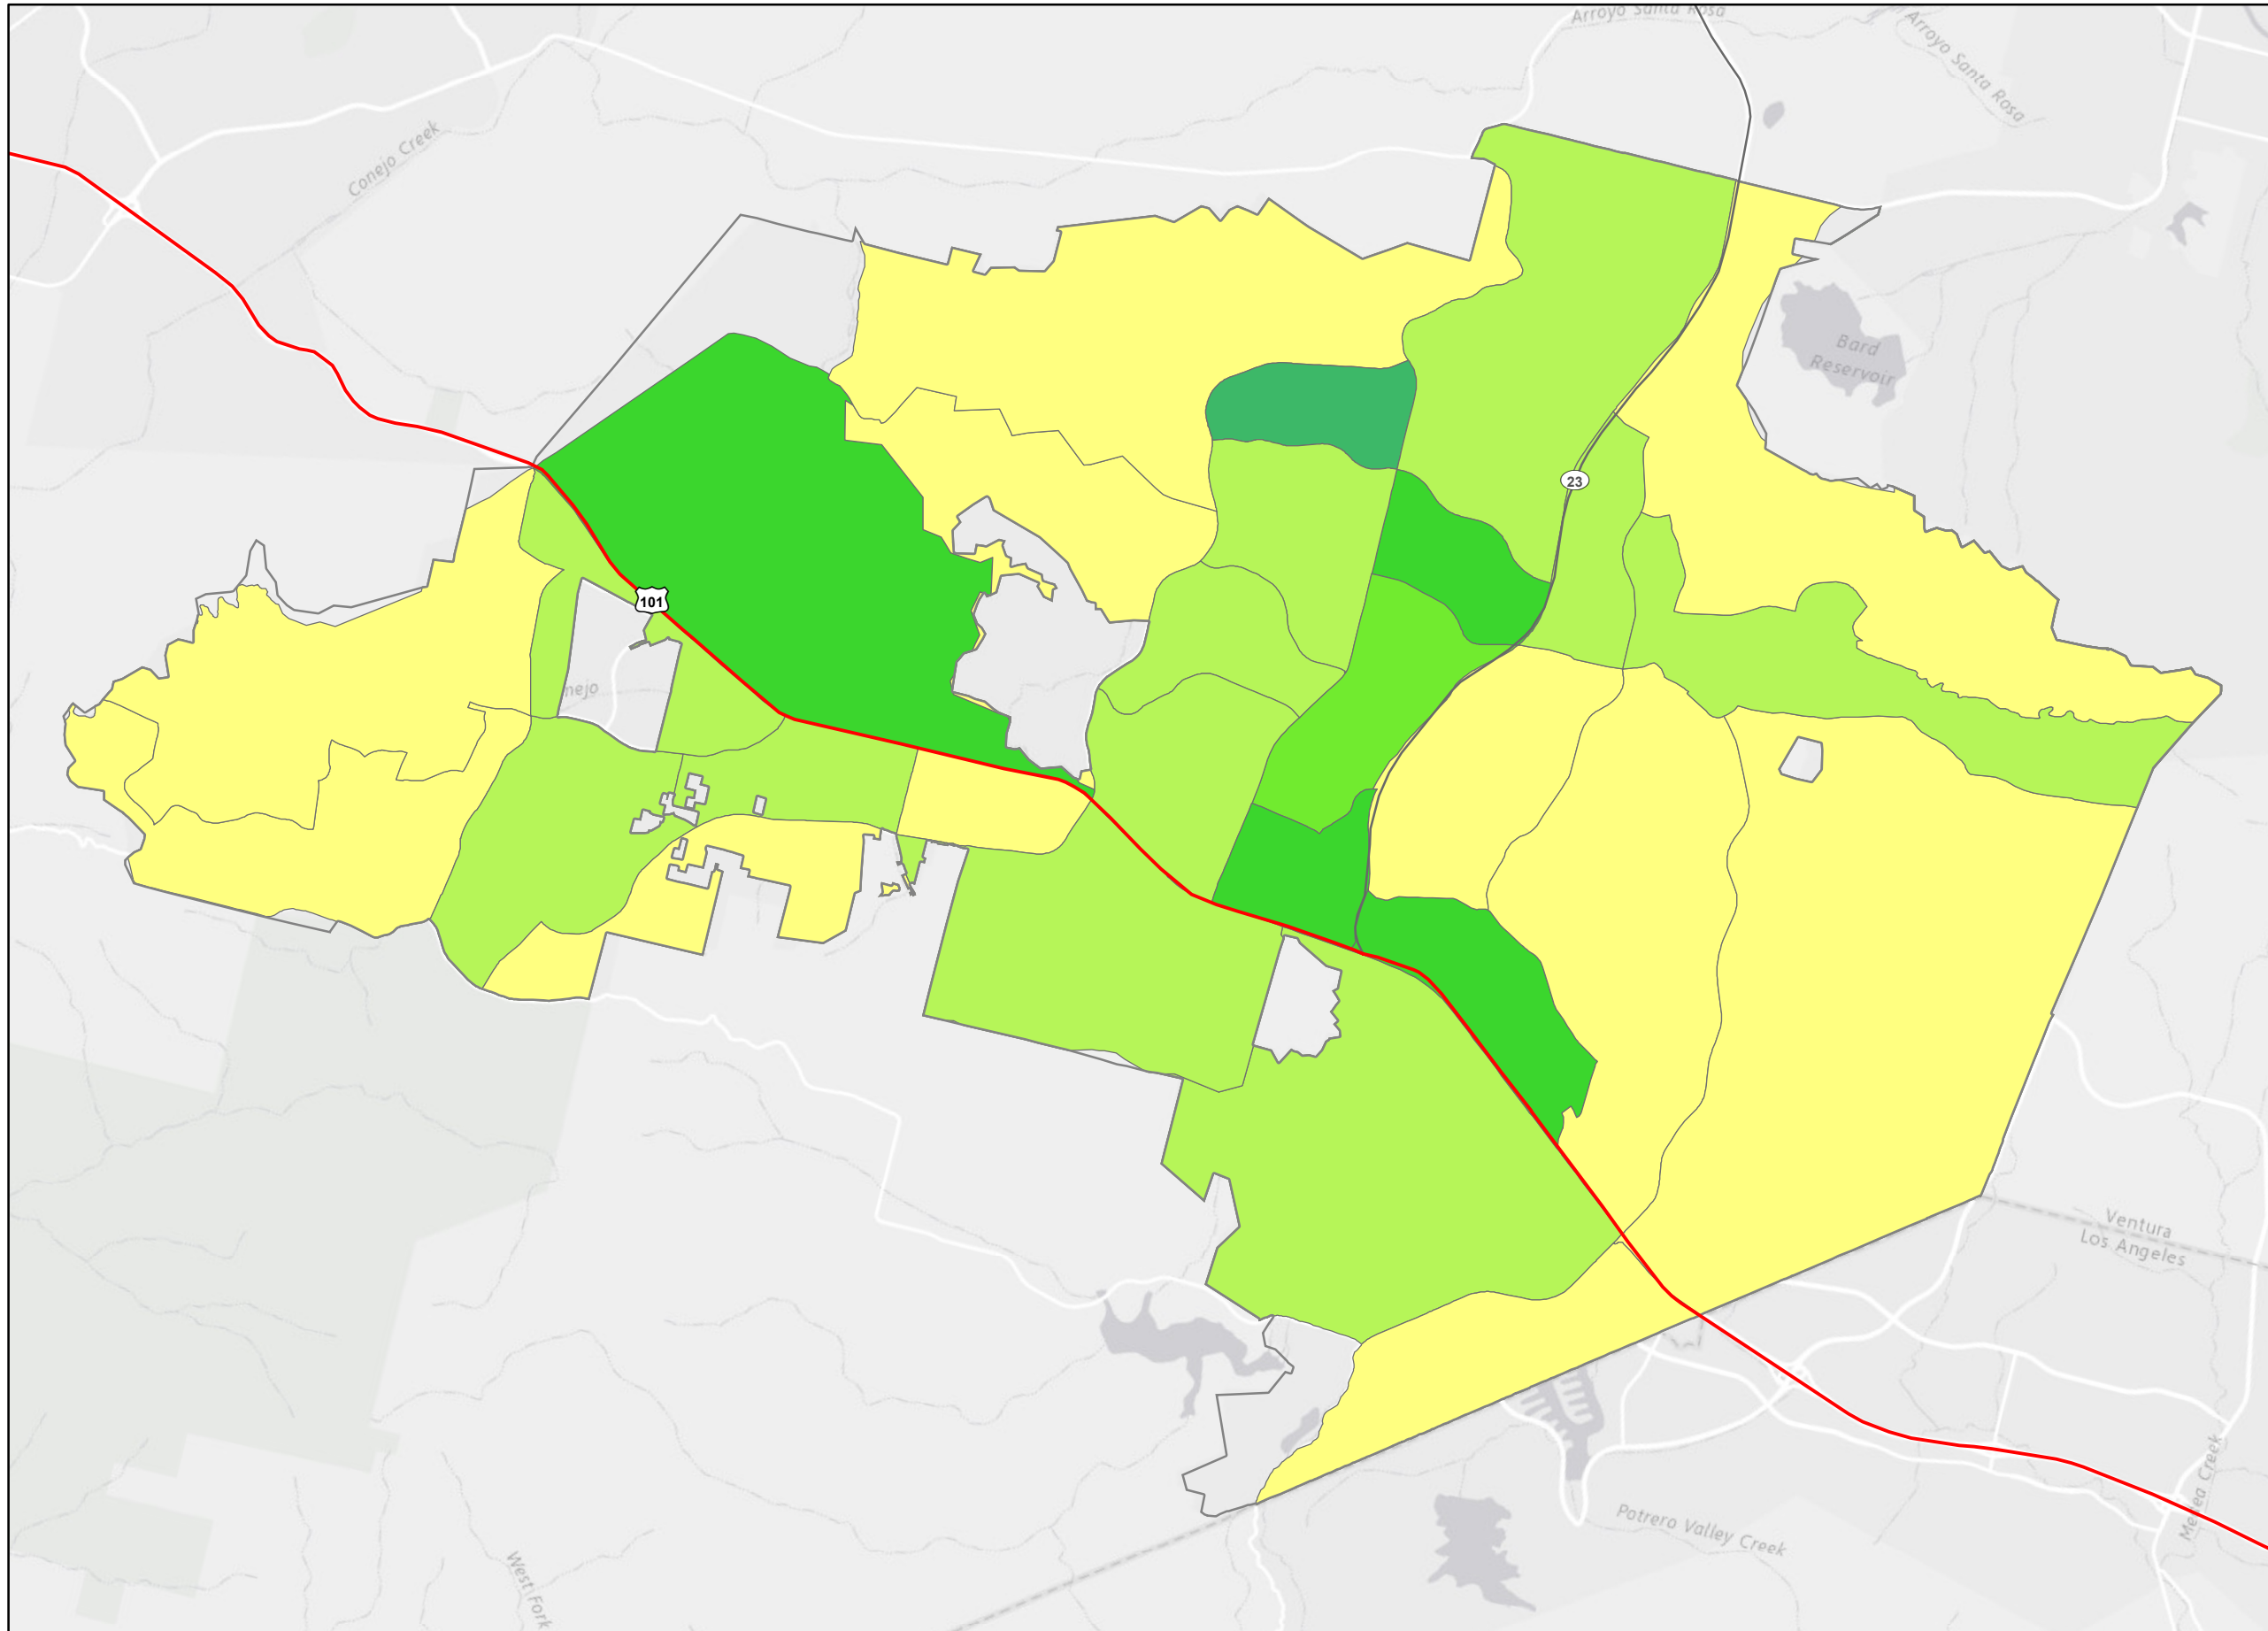 Arroyo Santa Rosa
Arroyo Santa Rosa
Conejo Creek
Bard
Reservoir
23
101
nejo
Ventura
Los Angeles
Potrero Valley Creek
West Fork
Creek